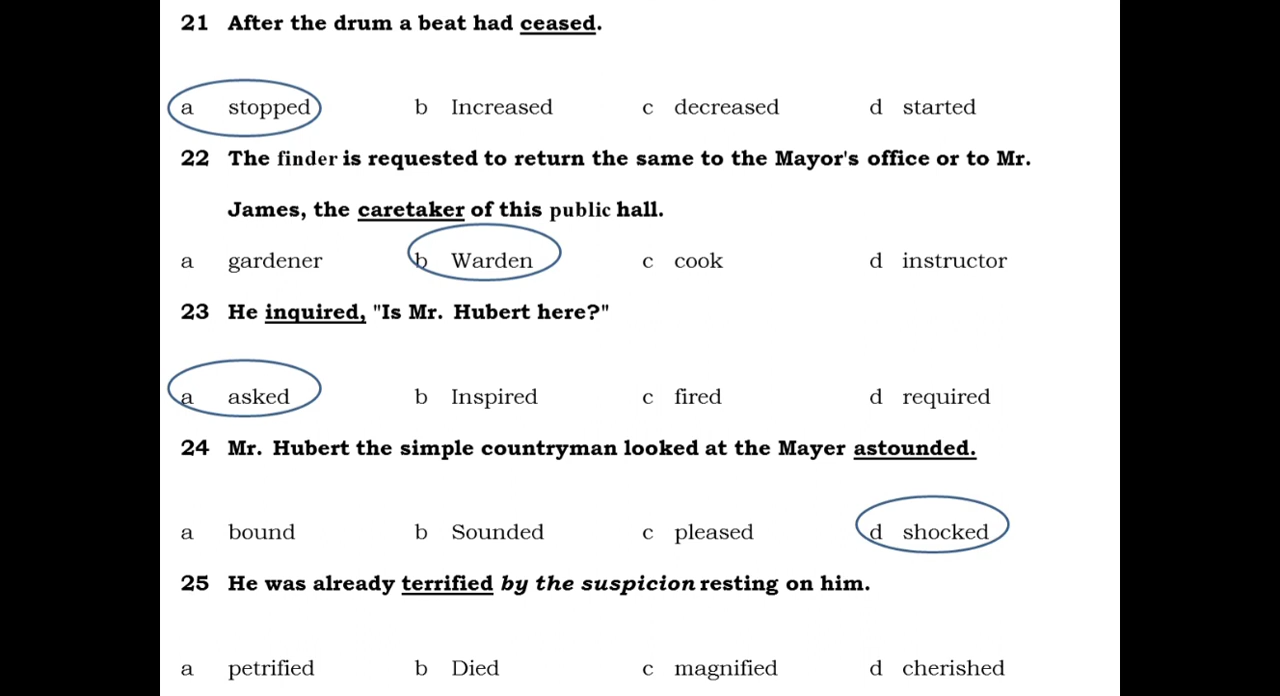 21 After the drum a beat had ceased.
a stopped b Increased c decreased d started
22 The finder is requested to return the same to the Mayor's office or to Mr.
James, the caretaker of this public hall.
a gardener b Warden c cook d instructor
23 He inquired, "Is Mr. Hubert here?"
a asked b Inspired c fired d required
24 Mr. Hubert the simple countryman looked at the Mayer astounded.
a bound b Sounded c pleased d shocked
25 He was already terrified by the suspicion resting on him.
a petrified b Died c magnified d cherished